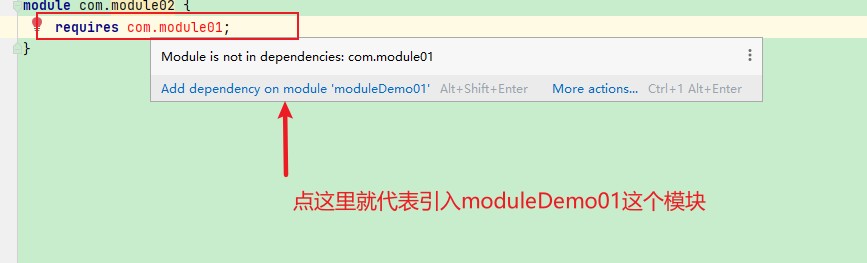 module com.module02 {
requires com.module01;
}
Module is not in dependencies: com.module01
Add dependency on module 'moduleDemo01' Alt+Shift+Enter More actions... Ctrl+1 Alt+Enter
点这里就代表引入moduleDemo01这个模块